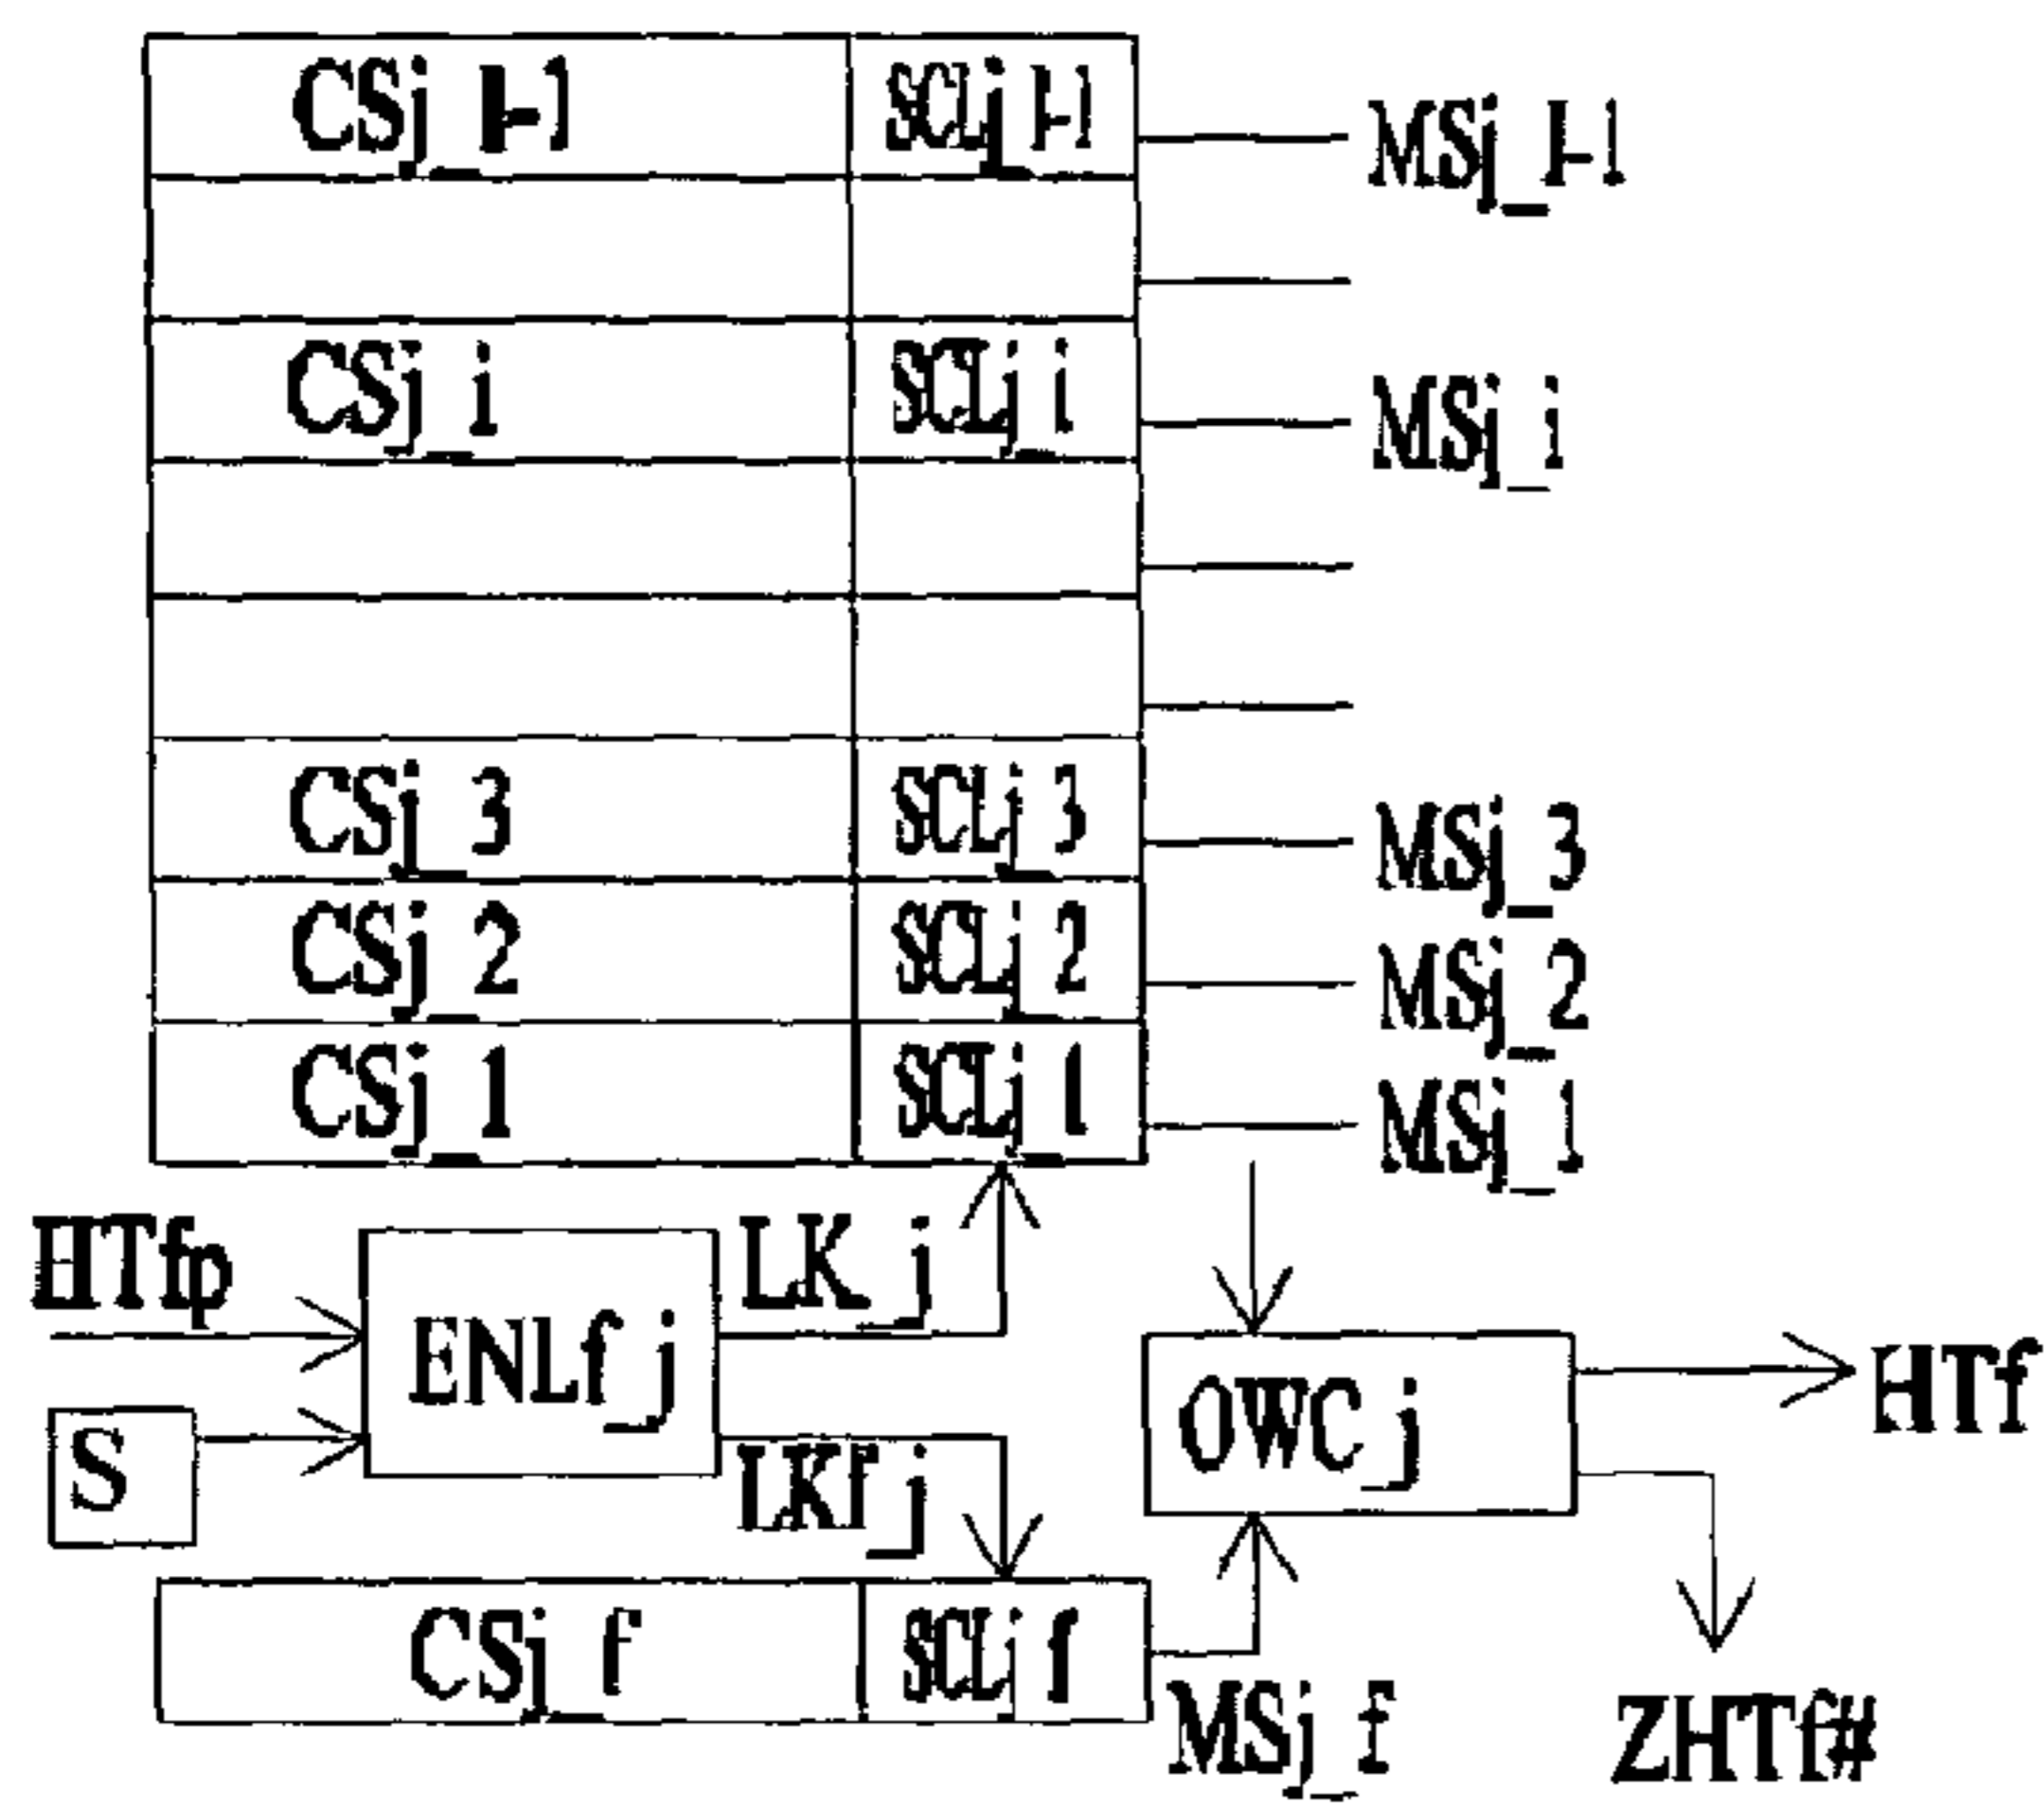 CSj_I-1 SCLj_I-1 MSj_I-1
CSj_i SCLj_i MSj_i
CSj_3 SCLj_3 MSj_3
CSj_2 SCLj_2 MSj_2
CSj_1 SCLj_1 MSj_1
HTfp LK_j
ENLf_j
HTf
OWC_j
S
LKf_j
CSj_f SCLj_f
MSj_f
ZHTf#